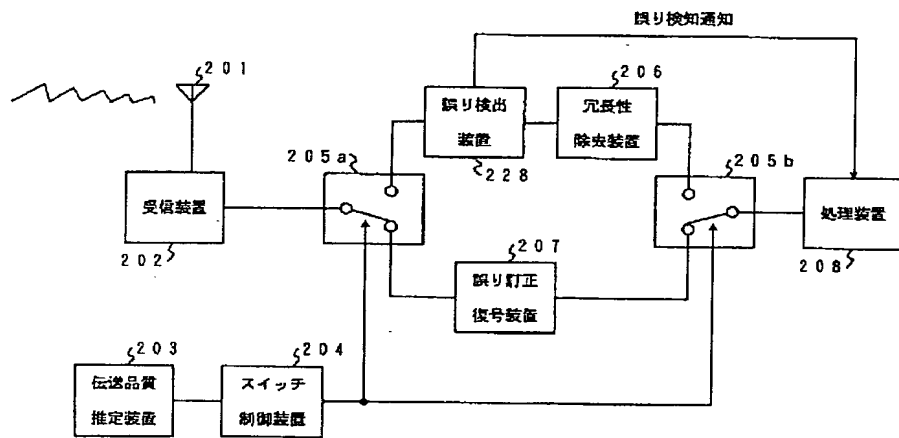 誤り検知通知
201
206
誤り検出
装置
冗長性
除去装置
205a
228
205b
受信装置
処理装置
202
207
208
誤り訂正
復号装置
203
204
伝送品質
推定装置
スイッチ
制御装置